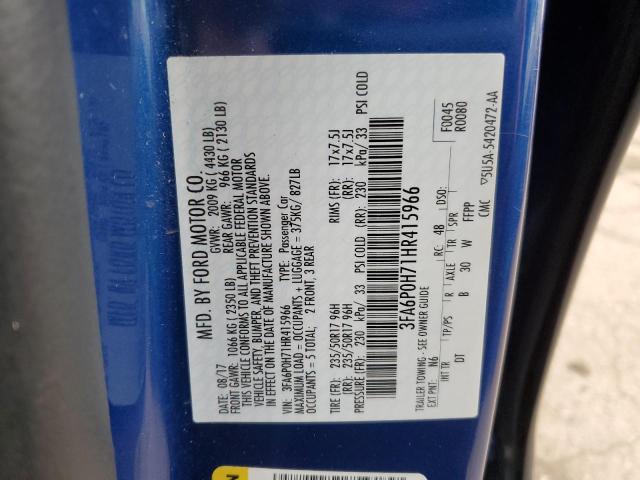 MFD. BY FORD MOTOR CO.
DATE: 08/17 GVWR: 2009 KG ( 4430 LB)
FRONT GAWR: 1066 KG ( 2350 LB) REAR GAWR: 966 KG ( 2130 LB)
THIS VEHICLE CONFORMS TO ALL APPLICABLE FEDERAL MOTOR
VEHICLE SAFETY, BUMPER, AND THEFT PREVENTION STANDARDS
IN EFFECT ON THE DATE OF MANUFACTURE SHOWN ABOVE.
VIN: 3FA6P0H71HR415966 TYPE: Passenger Car
MAXIMUM LOAD = OCCUPANTS + LUGGAGE = 375KG/ 827LB
OCCUPANTS: 5 TOTAL; 2 FRONT, 3 REAR
TIRE (FR): 235/50R17 96H RIMS (FR): 17x7.5J
(RR): 235/50R17 96H (RR): 17x7.5J
PRESSURE (FR): 230 kPa/ 33 PSI COLD (RR): 230 kPa/ 33 PSI COLD
3FA6P0H71HR415966
TRAILER TOWING - SEE OWNER GUIDE
F0045
R0080
EXT PNT: N6 RC: 4B DSO:
INT TR TP/PS R AXLE TR SPR
DT B 30 W FFPP
CMC ▽5U5A-5420472-AA